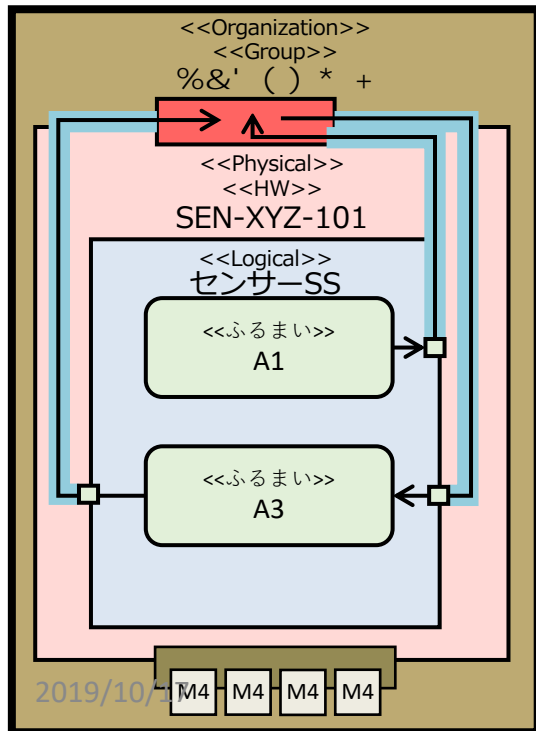 <<Organization>>
<<Group>>
%&' ( ) * +
<<Physical>>
<<HW>>
SEN-XYZ-101
<<Logical>>
センサーSS
<<ふるまい>>
A1
<<ふるまい>>
A3
2019/10/17
M4 M4 M4 M4